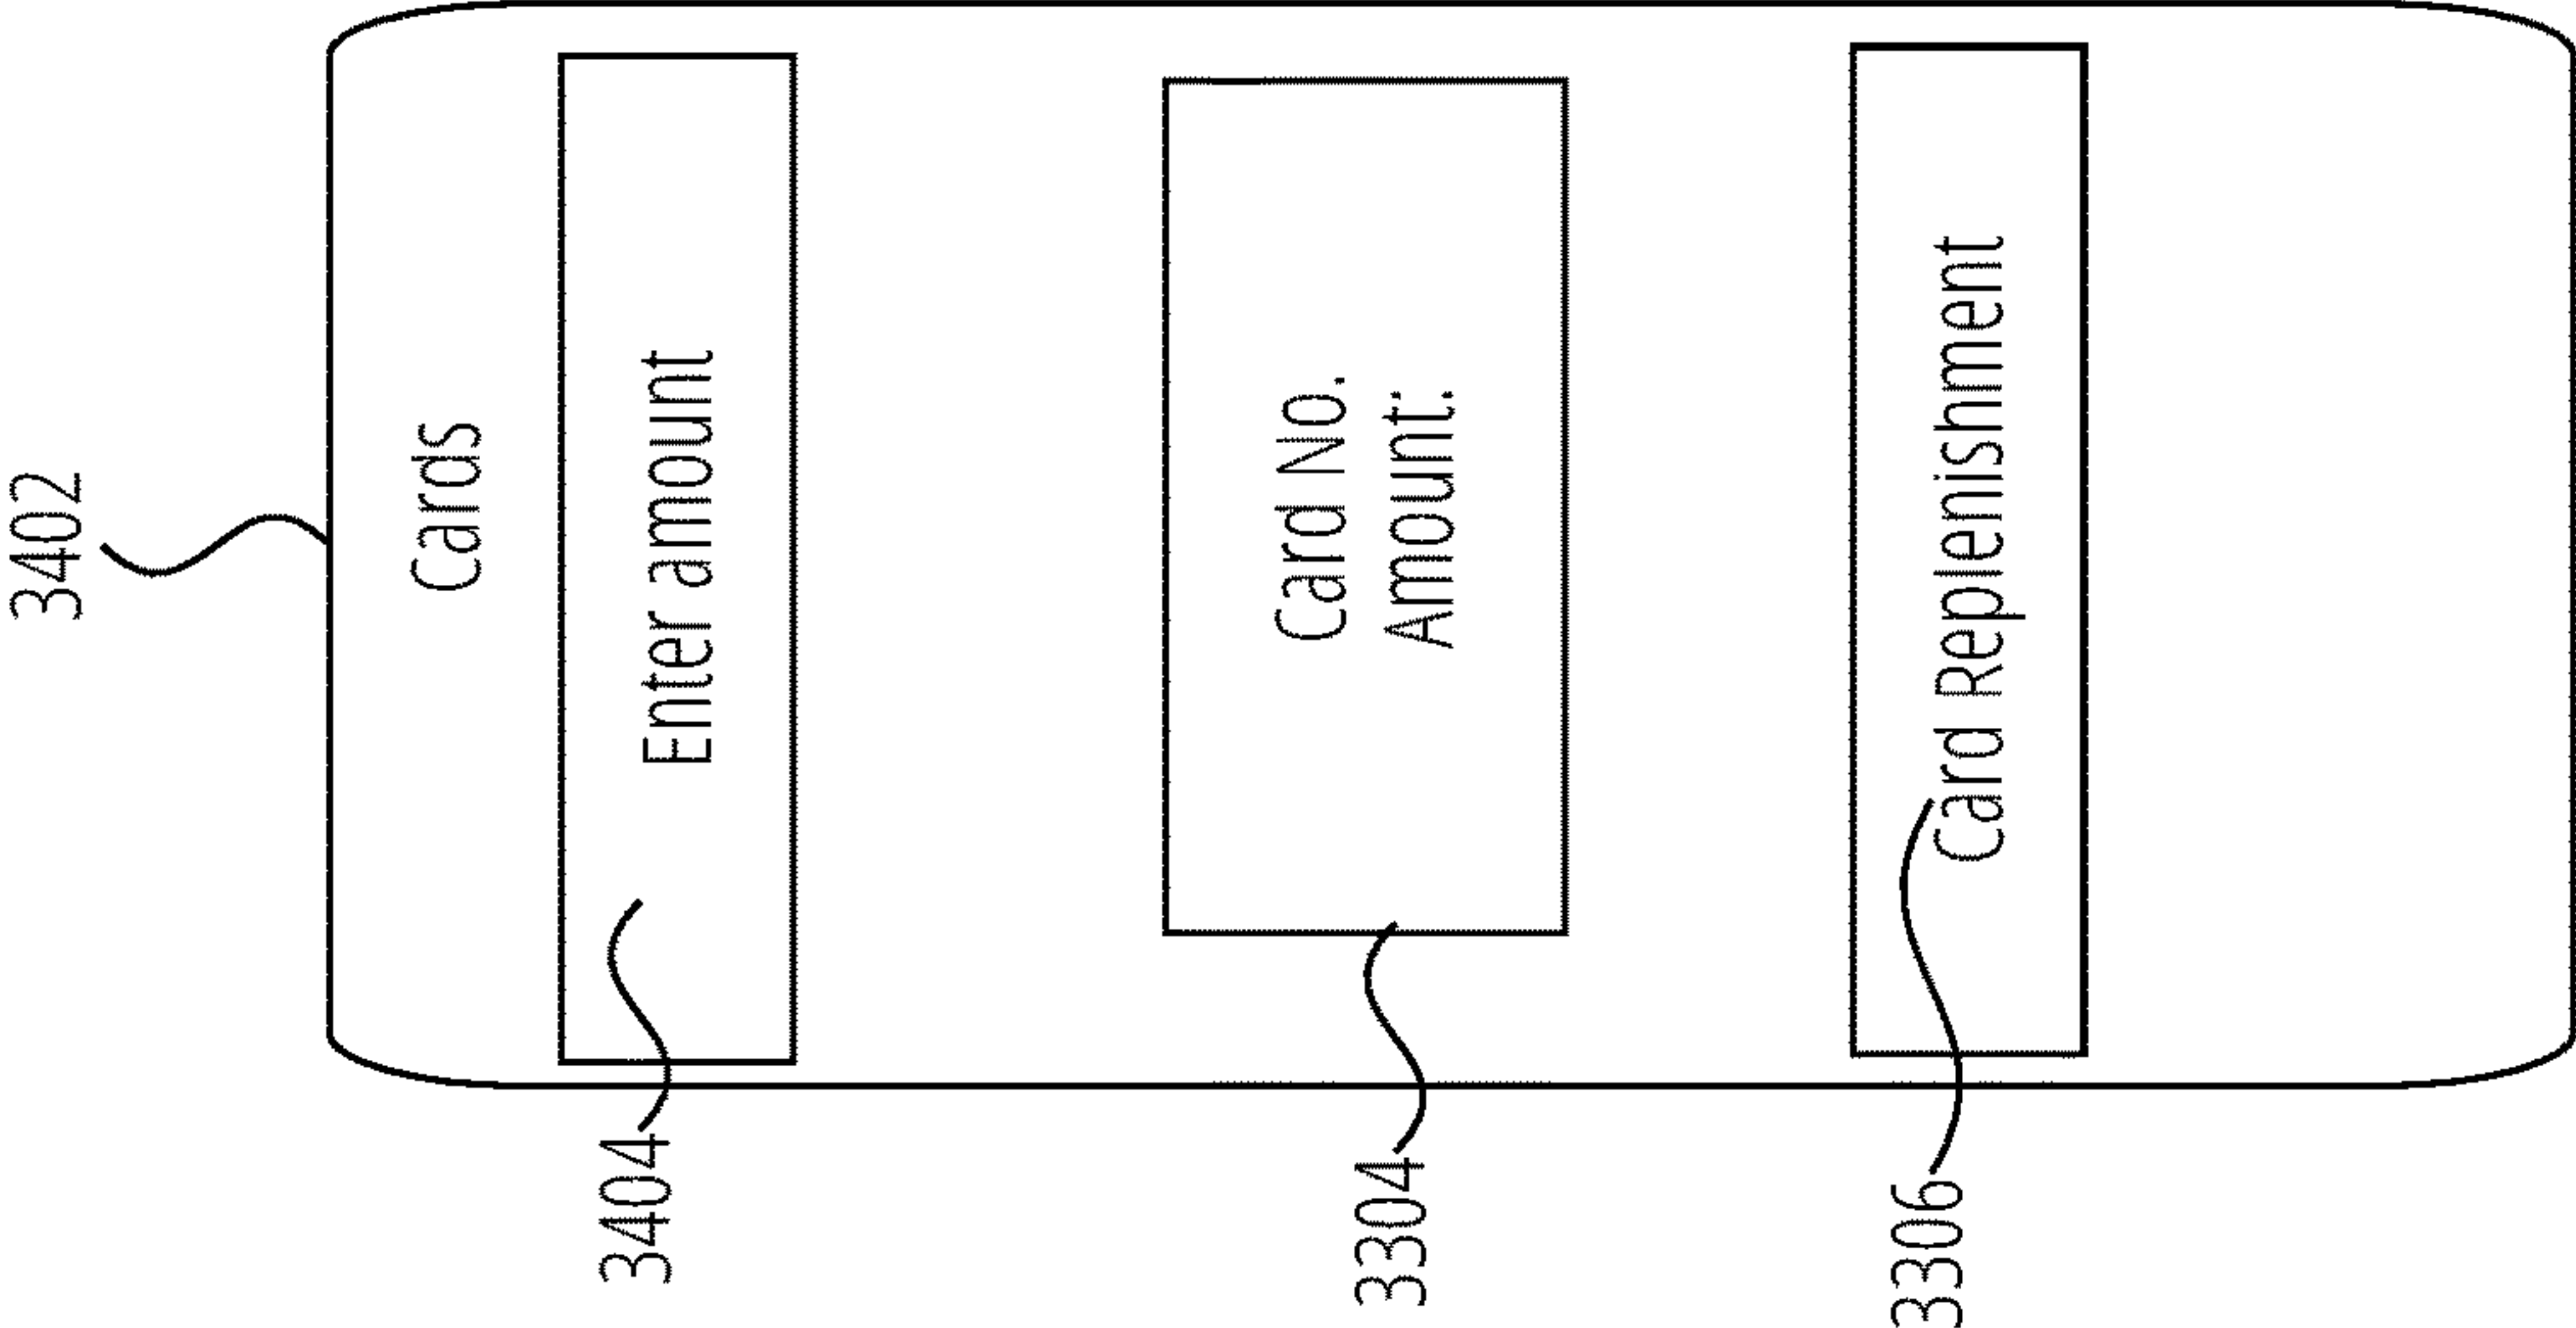 3402
Cards
3404
Enter amount
3304
Card No.
Amount:
3306
Card Replenishment